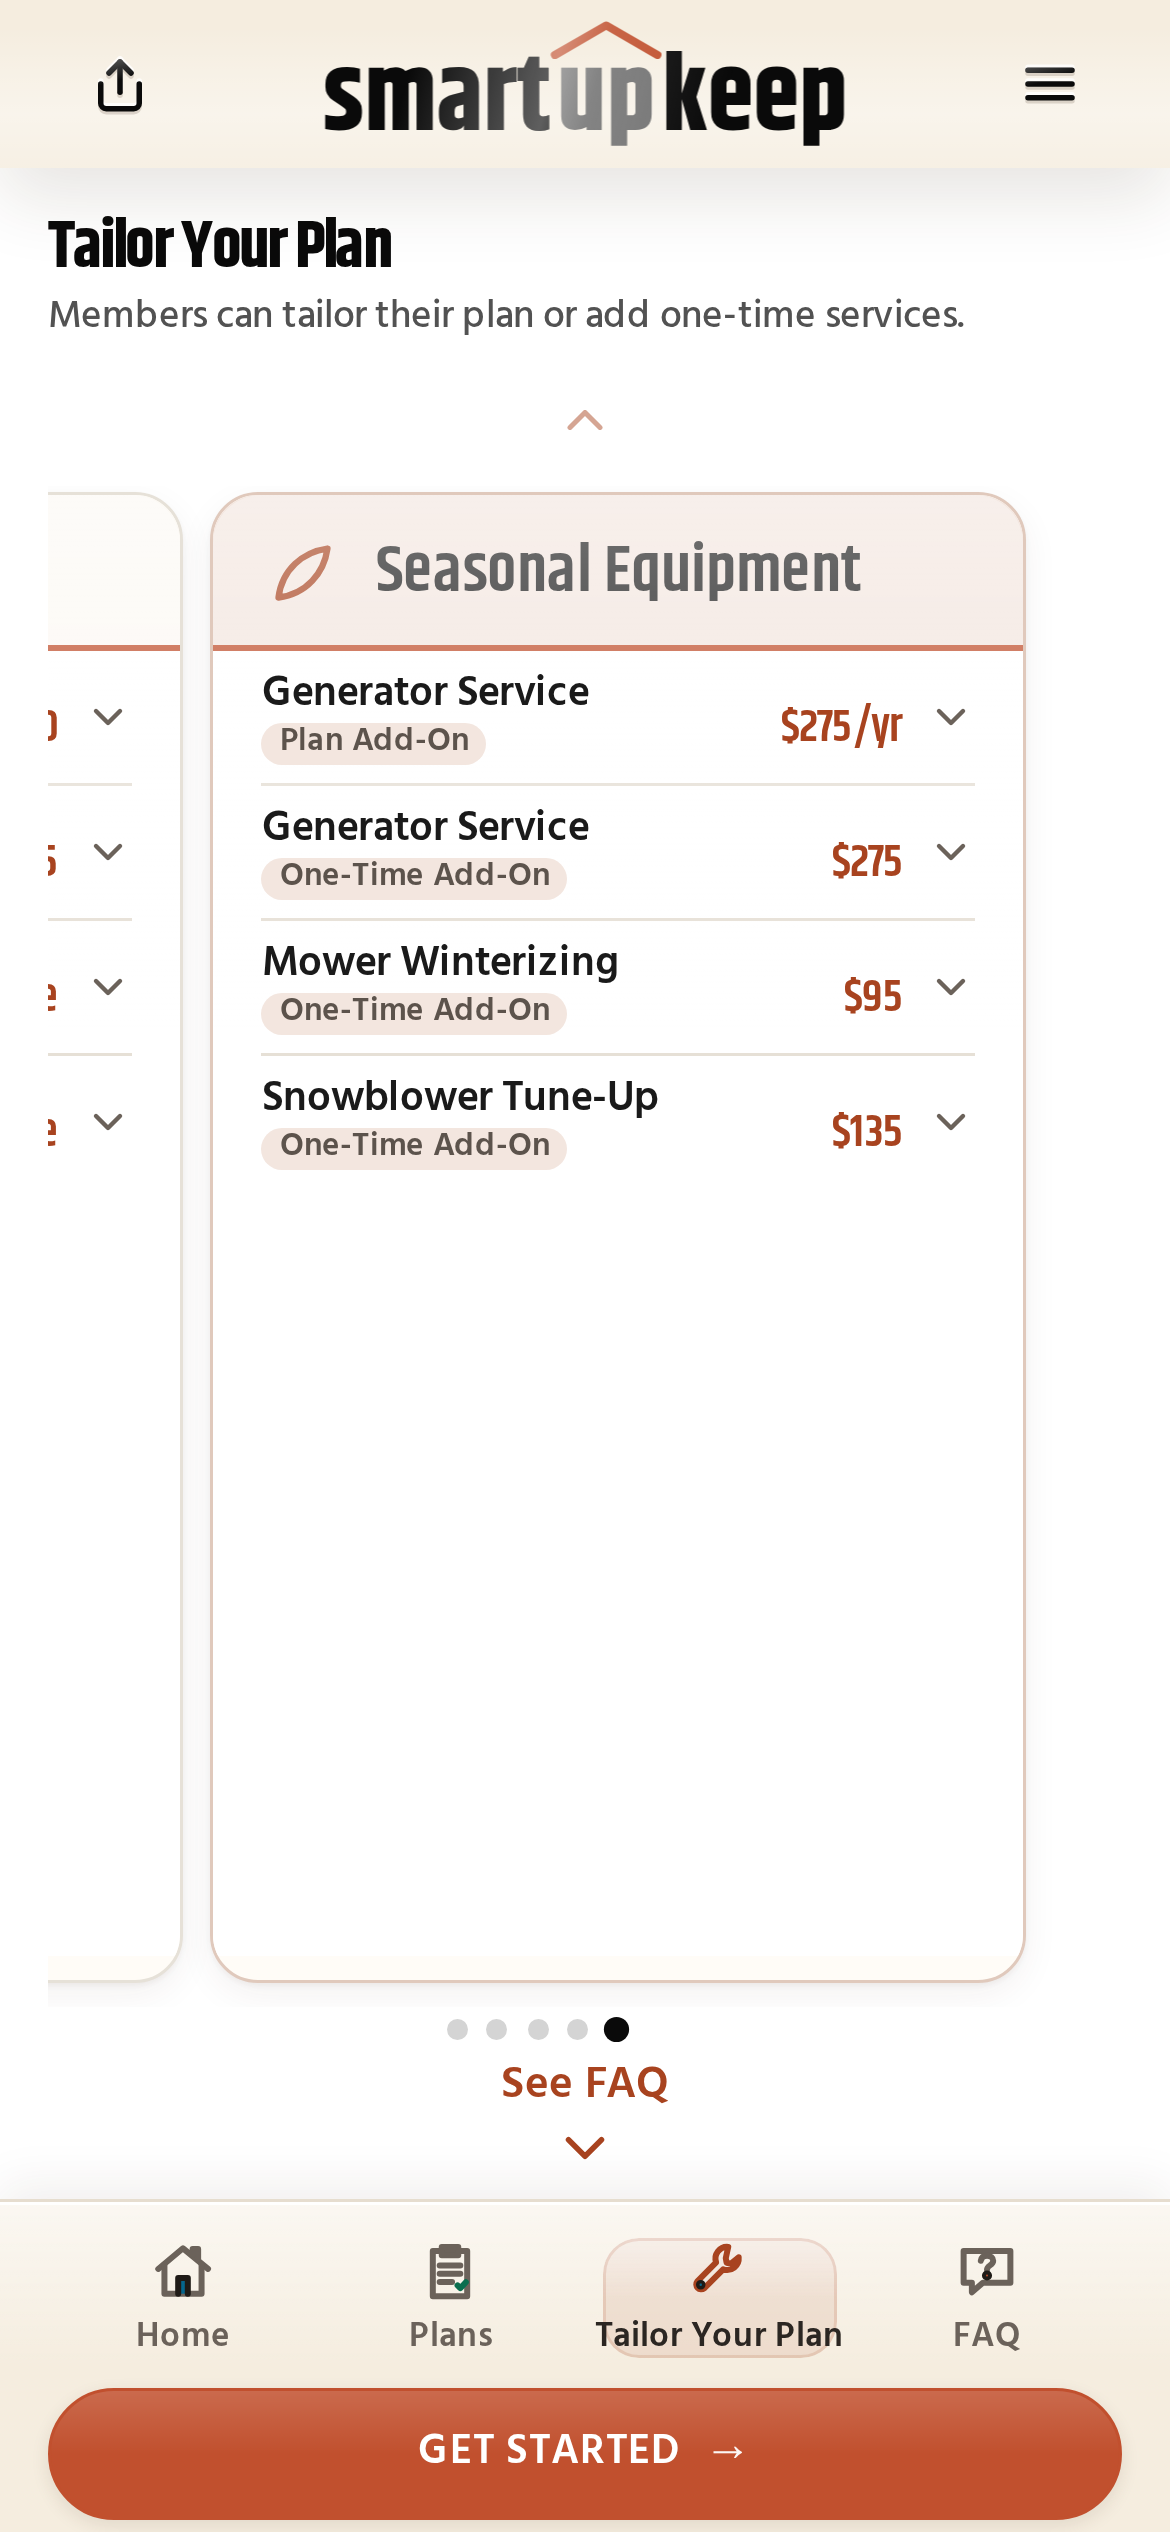 smartupkeep
Tailor Your Plan
Members can tailor their plan or add one-time services.
Seasonal Equipment
Generator Service
Plan Add-On
$275/yr
Generator Service
One-Time Add-On
$275
Mower Winterizing
One-Time Add-On
$95
Snowblower Tune-Up
One-Time Add-On
$135
See FAQ
Home
Plans
Tailor Your Plan
FAQ
GET STARTED →